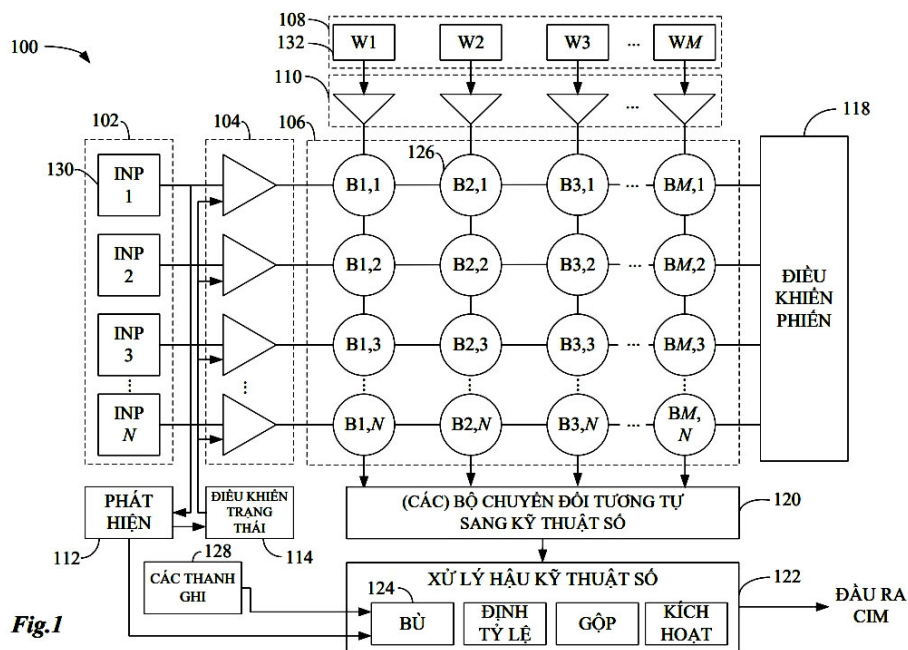 108
132
W1 W2 W3 ... WM
100
110
102 104 106 118
130
INP
1
126
B1,1 B2,1 B3,1 ... BM,1
INP
2
B1,2 B2,2 B3,2 ... BM,2
ĐIỀU
KHIỂN
PHIẾN
INP
3
B1,3 B2,3 B3,3 ... BM,3
INP
N
B1,N B2,N B3,N ... BM,
N
PHÁT
HIỆN
ĐIỀU KHIỂN
TRẠNG
THÁI
(CÁC) BỘ CHUYỂN ĐỔI TƯƠNG TỰ
SANG KỸ THUẬT SỐ
120
112 114
128
CÁC THANH
GHI
XỬ LÝ HẬU KỸ THUẬT SỐ
122
124
BÙ
ĐỊNH
TỶ LỆ
GỘP
KÍCH
HOẠT
ĐẦU RA
CIM
Fig.1